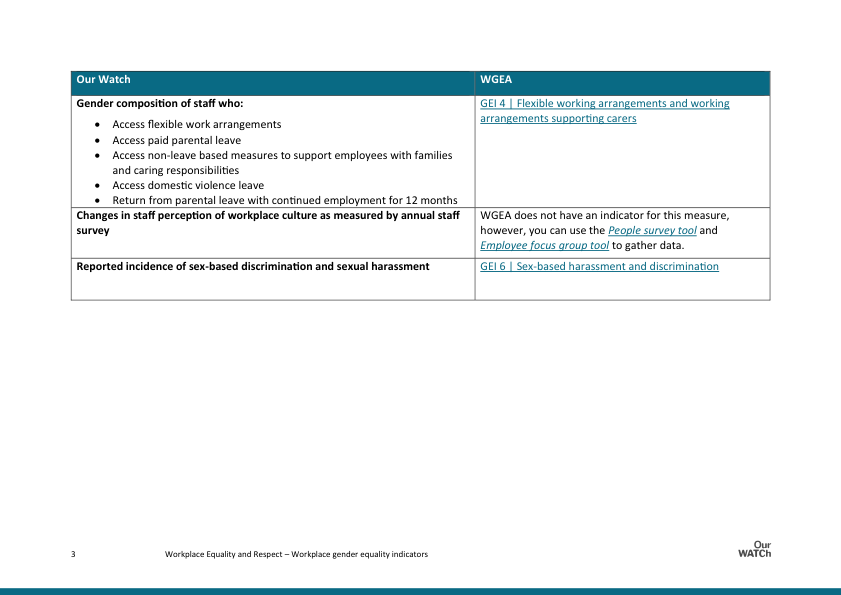 Our Watch
WGEA
Gender composition of staff who:
• Access flexible work arrangements
• Access paid parental leave
• Access non-leave based measures to support employees with families
and caring responsibilities
• Access domestic violence leave
• Return from parental leave with continued employment for 12 months
GEI 4 | Flexible working arrangements and working
arrangements supporting carers
Changes in staff perception of workplace culture as measured by annual staff
survey
WGEA does not have an indicator for this measure,
however, you can use the People survey tool and
Employee focus group tool to gather data.
Reported incidence of sex-based discrimination and sexual harassment
GEI 6 | Sex-based harassment and discrimination
3
Workplace Equality and Respect – Workplace gender equality indicators
Our
WATCh